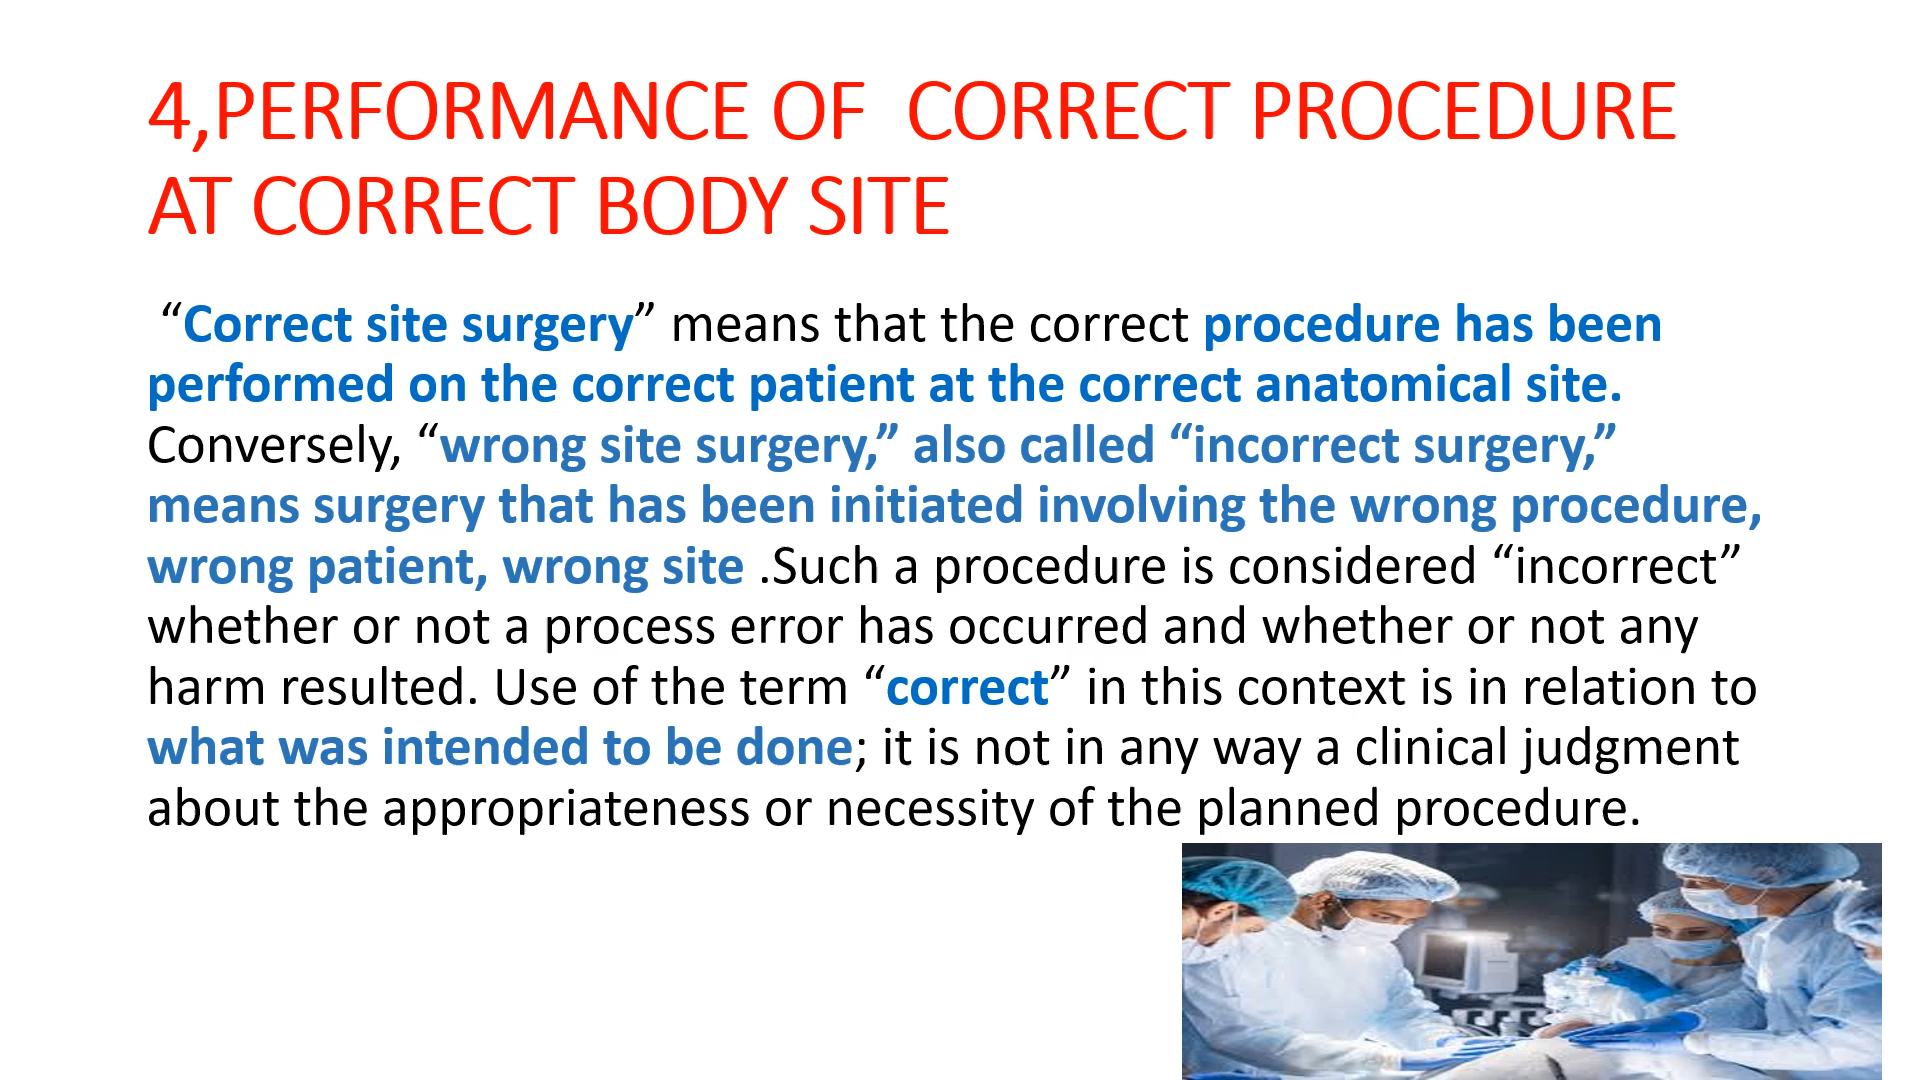 4,PERFORMANCE OF  CORRECT PROCEDURE
AT CORRECT BODY SITE
“Correct site surgery” means that the correct procedure has been
performed on the correct patient at the correct anatomical site.
Conversely, “wrong site surgery,” also called “incorrect surgery,”
means surgery that has been initiated involving the wrong procedure,
wrong patient, wrong site .Such a procedure is considered “incorrect”
whether or not a process error has occurred and whether or not any
harm resulted. Use of the term “correct” in this context is in relation to
what was intended to be done; it is not in any way a clinical judgment
about the appropriateness or necessity of the planned procedure.